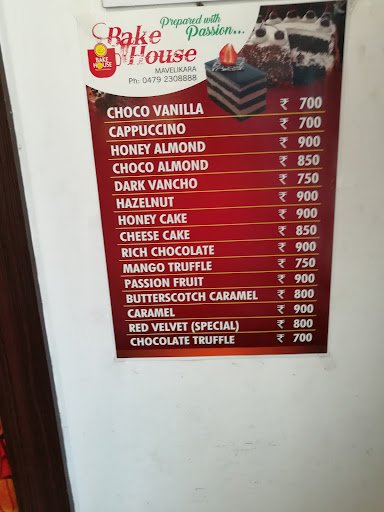 Prepared with
Passion...
Bake
House
BAKE
HOUSE
MAVELIKARA
Ph: 0479 2308888
CHOCO VANILLA ₹ 700
CAPPUCCINO ₹ 700
HONEY ALMOND ₹ 900
CHOCO ALMOND ₹ 850
DARK VANCHO ₹ 750
HAZELNUT ₹ 900
HONEY CAKE ₹ 900
CHEESE CAKE ₹ 850
RICH CHOCOLATE ₹ 900
MANGO TRUFFLE ₹ 750
PASSION FRUIT ₹ 900
BUTTERSCOTCH CARAMEL ₹ 800
CARAMEL ₹ 900
RED VELVET (SPECIAL) ₹ 800
CHOCOLATE TRUFFLE ₹ 700